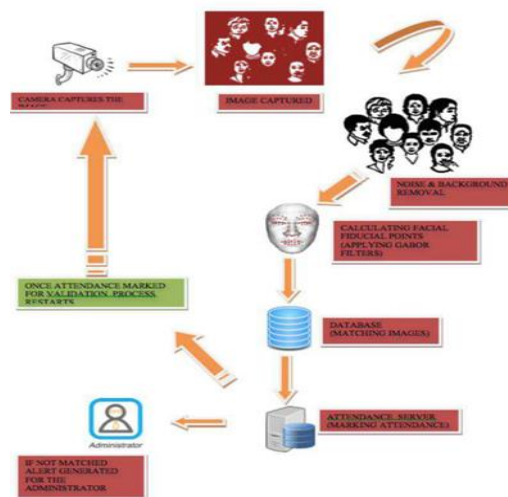 CAMERA CAPTURES THE
IMAGE CAPTURED
NOISE & BACKGROUND
REMOVAL
CALCULATING FACIAL
FIDUCIAL POINTS
(APPLYING GABOR
FILTERS)
ONCE ATTENDANCE MARKED
FOR VALIDATION PROCESS
RESTARTS
DATABASE
(MATCHING IMAGES)
ATTENDANCE SERVER
(MARKING ATTENDANCE)
Administrator
IF NOT MATCHED
ALERT GENERATED
FOR THE
ADMINISTRATOR